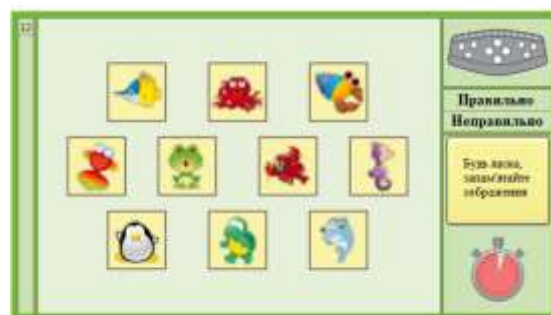 12
Правильно
Неправильно
Будь ласка,
запам'ятайте
зображення